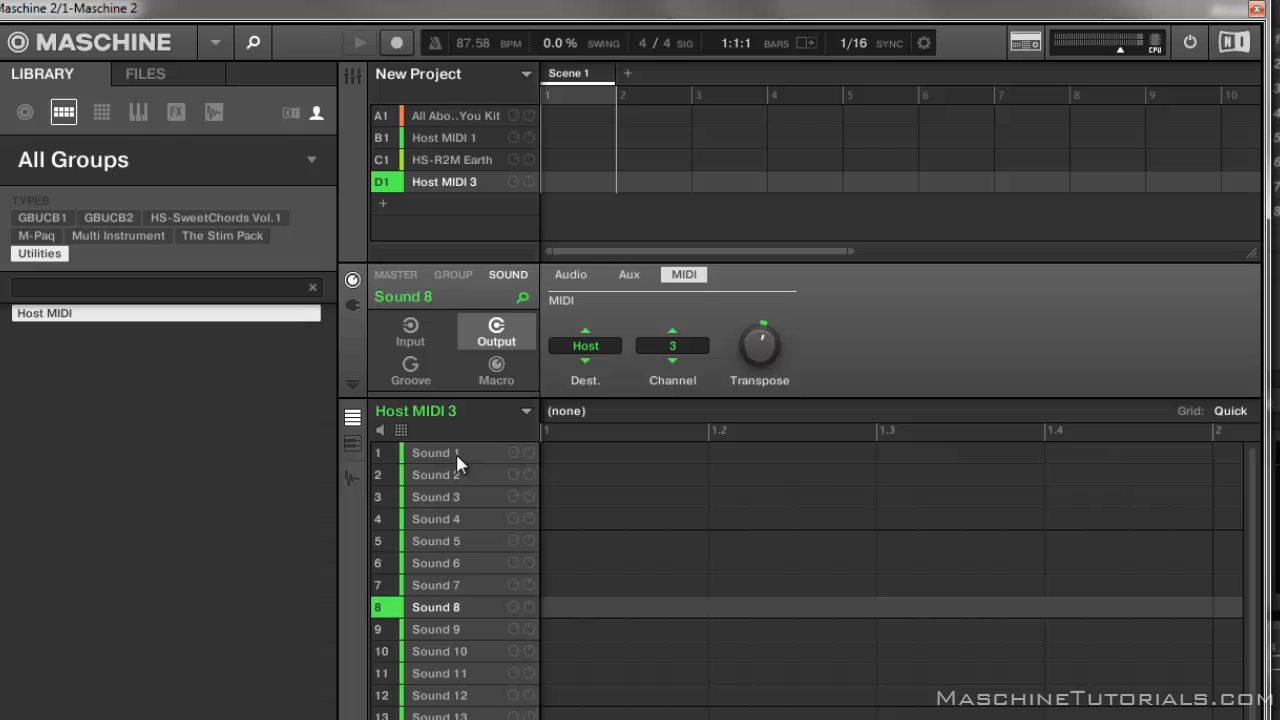 Maschine 2/1-Maschine 2
MASCHINE
87.58 BPM 0.0 % SWING 4 / 4 SIG 1:1:1 BARS 1/16 SYNC CPU
LIBRARY FILES
New Project
Scene 1 +
1 2 3 4 5 6 7 8 9 10
A1 All Abo..You Kit
B1 Host MIDI 1
C1 HS-R2M Earth
D1 Host MIDI 3
+
All Groups
TYPES
GBUCB1 GBUCB2 HS-SweetChords Vol.1
M-Paq Multi Instrument The Stim Pack
Utilities
Host MIDI
MASTER GROUP SOUND
Sound 8
Input Output
Groove Macro
Audio Aux MIDI
MIDI
Host 3
Dest. Channel Transpose
Host MIDI 3
(none) Grid: Quick
1 1.2 1.3 1.4 2
1 Sound 1
2 Sound 2
3 Sound 3
4 Sound 4
5 Sound 5
6 Sound 6
7 Sound 7
8 Sound 8
9 Sound 9
10 Sound 10
11 Sound 11
12 Sound 12
13 Sound 13
MASCHINETUTORIALS.COM